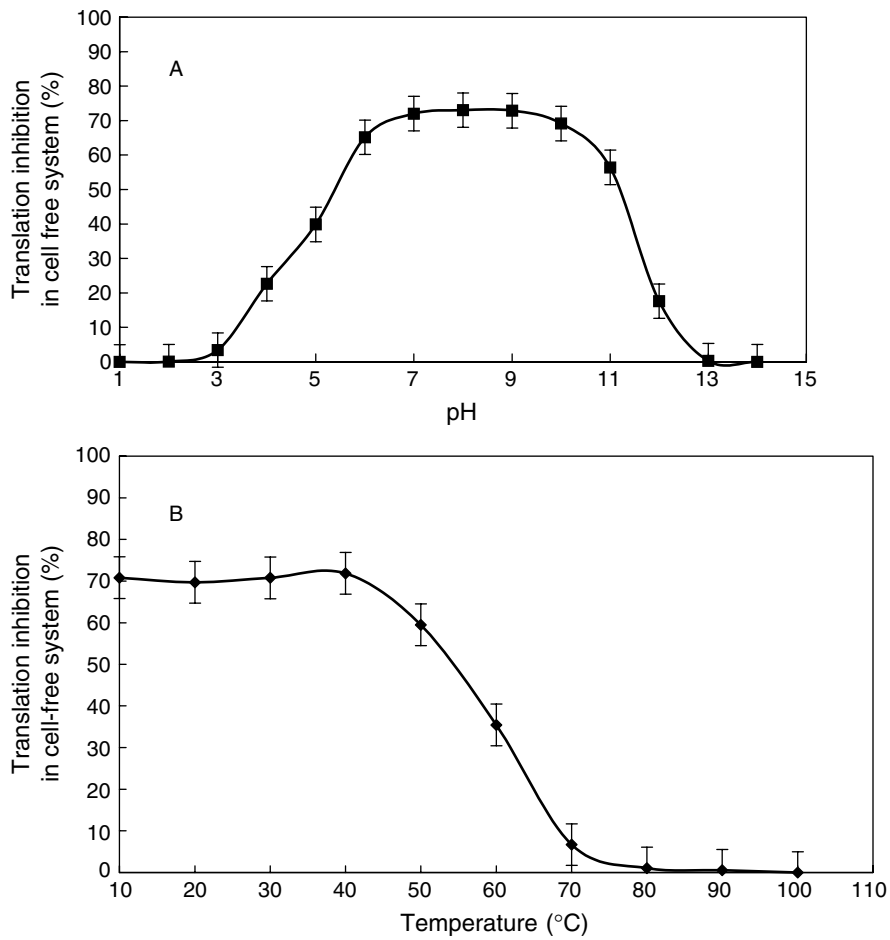 100
90
80
70
60
50
40
30
20
10
0
Translation inhibition
in cell free system (%)
A
1 3 5 7 9 11 13 15
pH
100
90
80
70
60
50
40
30
20
10
0
Translation inhibition
in cell-free system (%)
B
10 20 30 40 50 60 70 80 90 100 110
Temperature (°C)